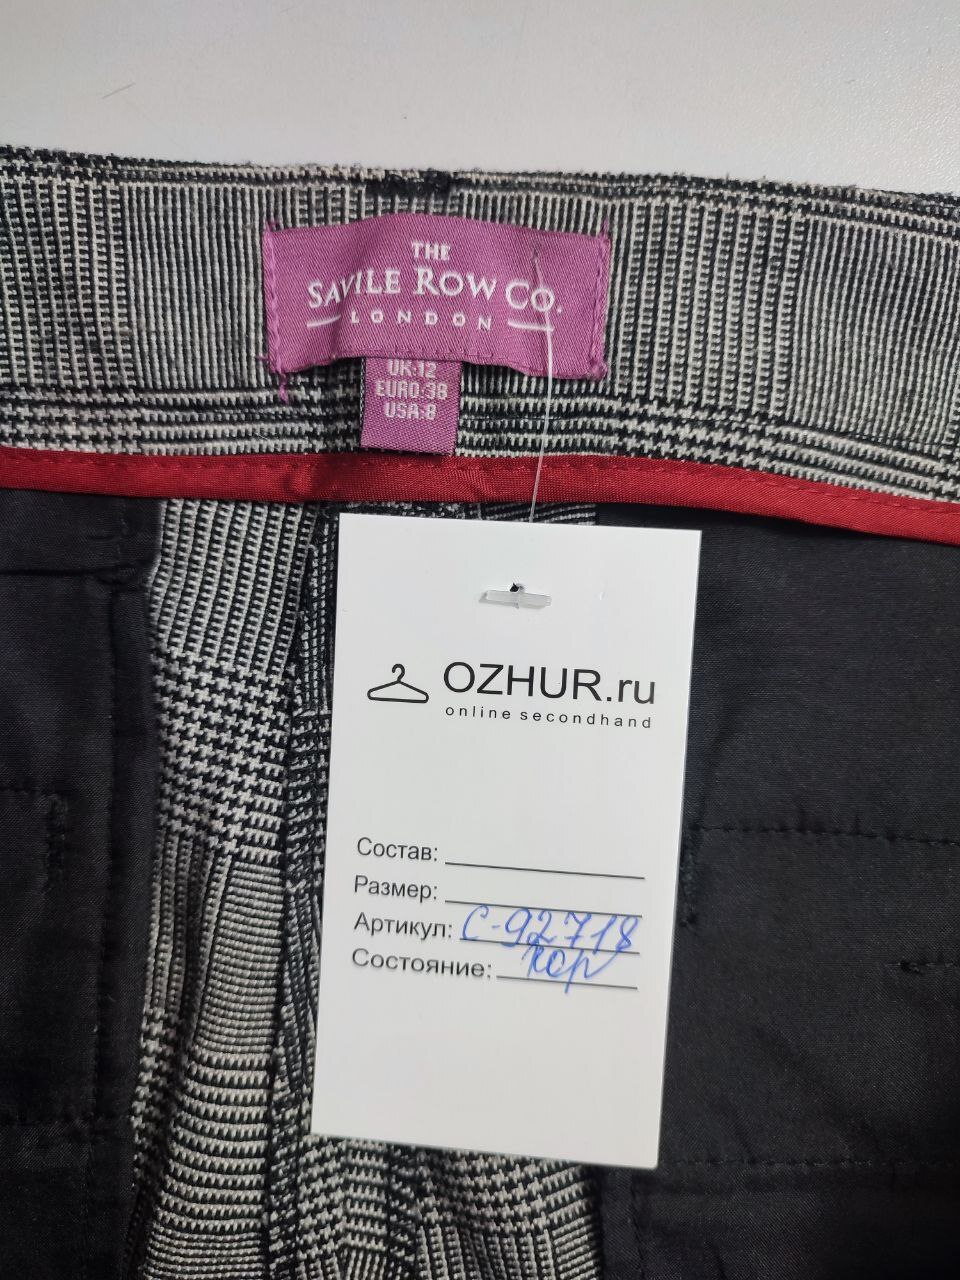 THE
SAVILE ROW CO.
LONDON
UK:12
EURO:38
USA:8
OZHUR.ru
online secondhand
Состав:
Размер:
Артикул: С-92718
Состояние: хор